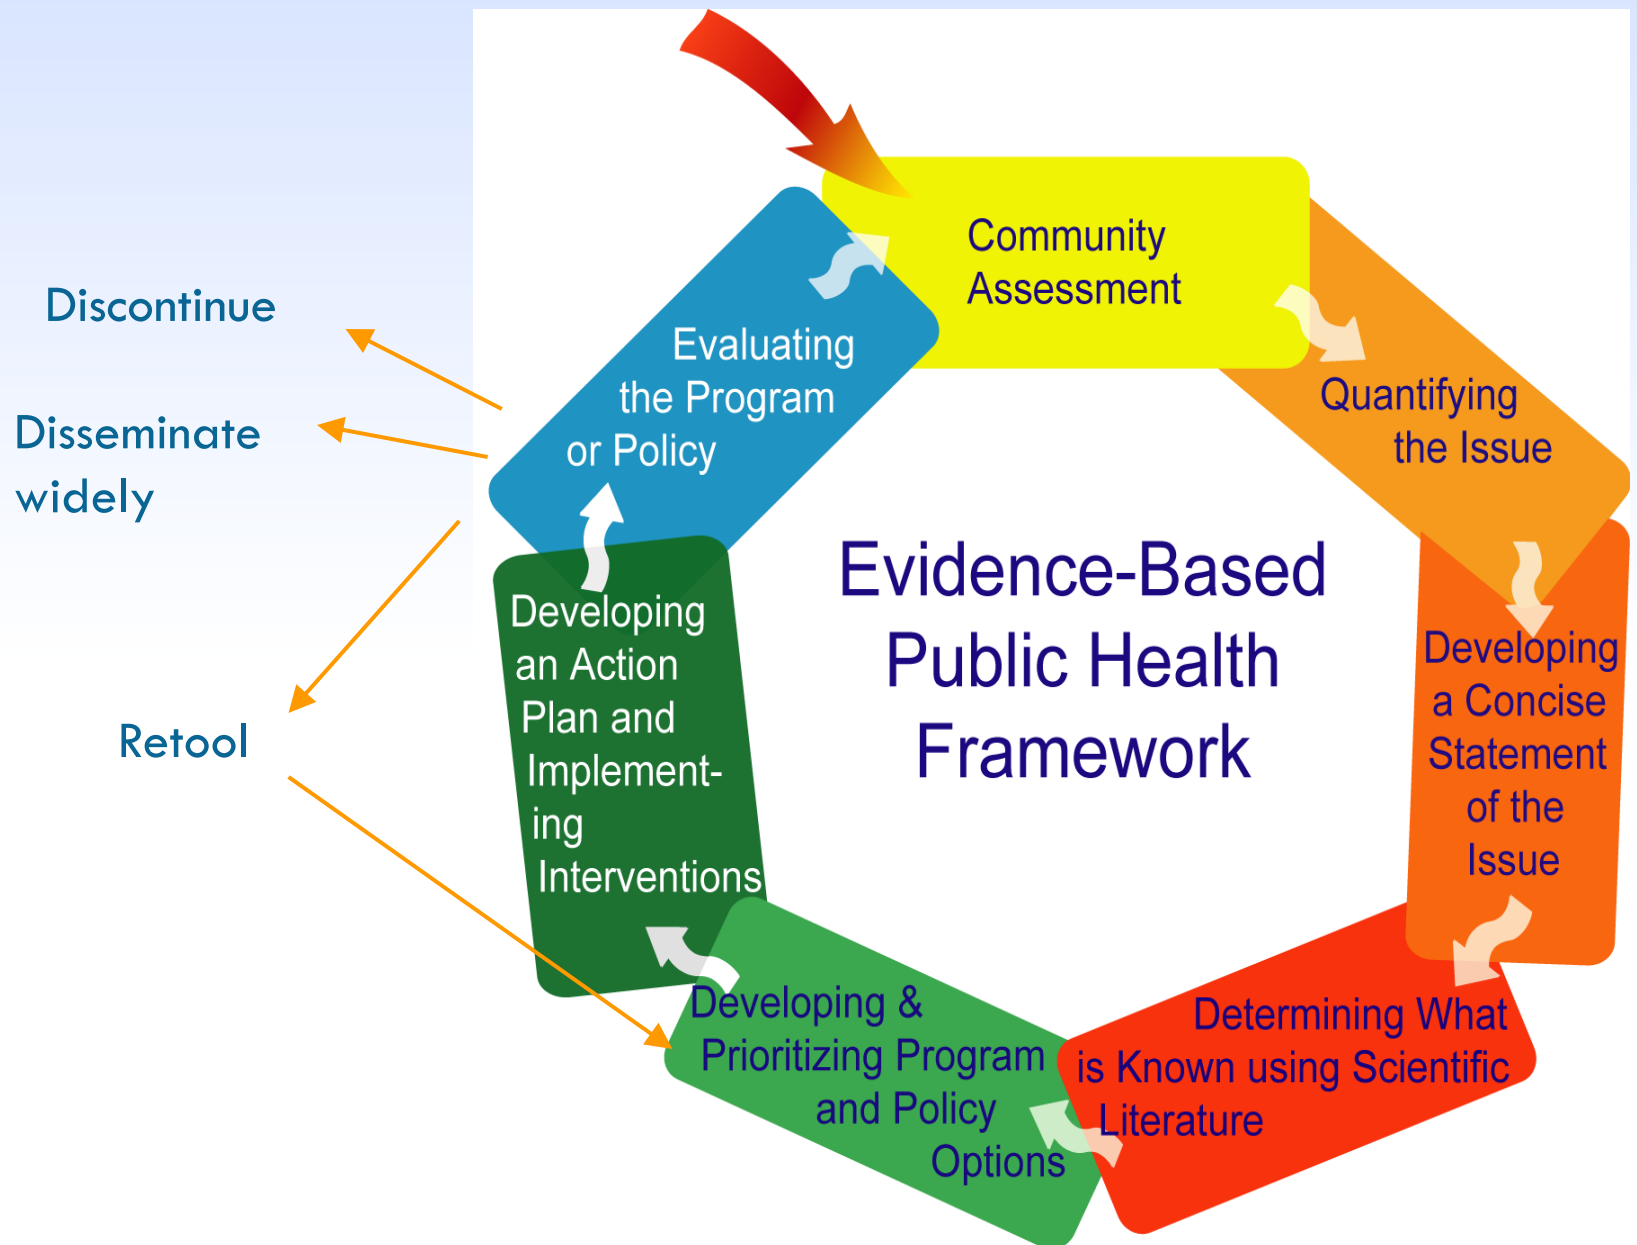 Community
Assessment
Quantifying
the Issue
Developing
a Concise
Statement
of the
Issue
Determining What
is Known using Scientific
Literature
Developing &
Prioritizing Program
and Policy
Options
Developing
an Action
Plan and
Implement-
ing
Interventions
Evaluating
the Program
or Policy
Evidence-Based
Public Health
Framework
Discontinue
Disseminate
widely
Retool